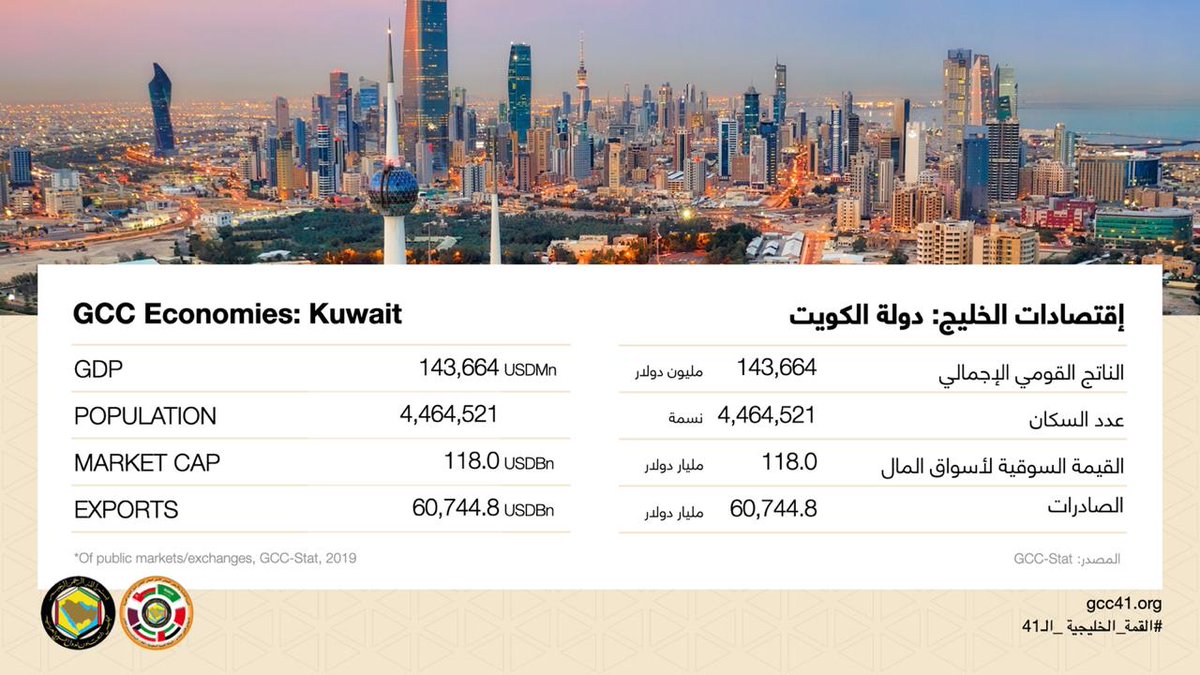 GCC Economies: Kuwait
GDP 143,664 USDMn
POPULATION 4,464,521
MARKET CAP 118.0 USDBn
EXPORTS 60,744.8 USDBn
*Of public markets/exchanges, GCC-Stat, 2019
إقتصادات الخليج: دولة الكويت
الناتج القومي الإجمالي 143,664 مليون دولار
عدد السكان 4,464,521 نسمة
القيمة السوقية لأسواق المال 118.0 مليار دولار
الصادرات 60,744.8 مليار دولار
المصدر: GCC-Stat
gcc41.org
#القمة_الخليجية _الـ41